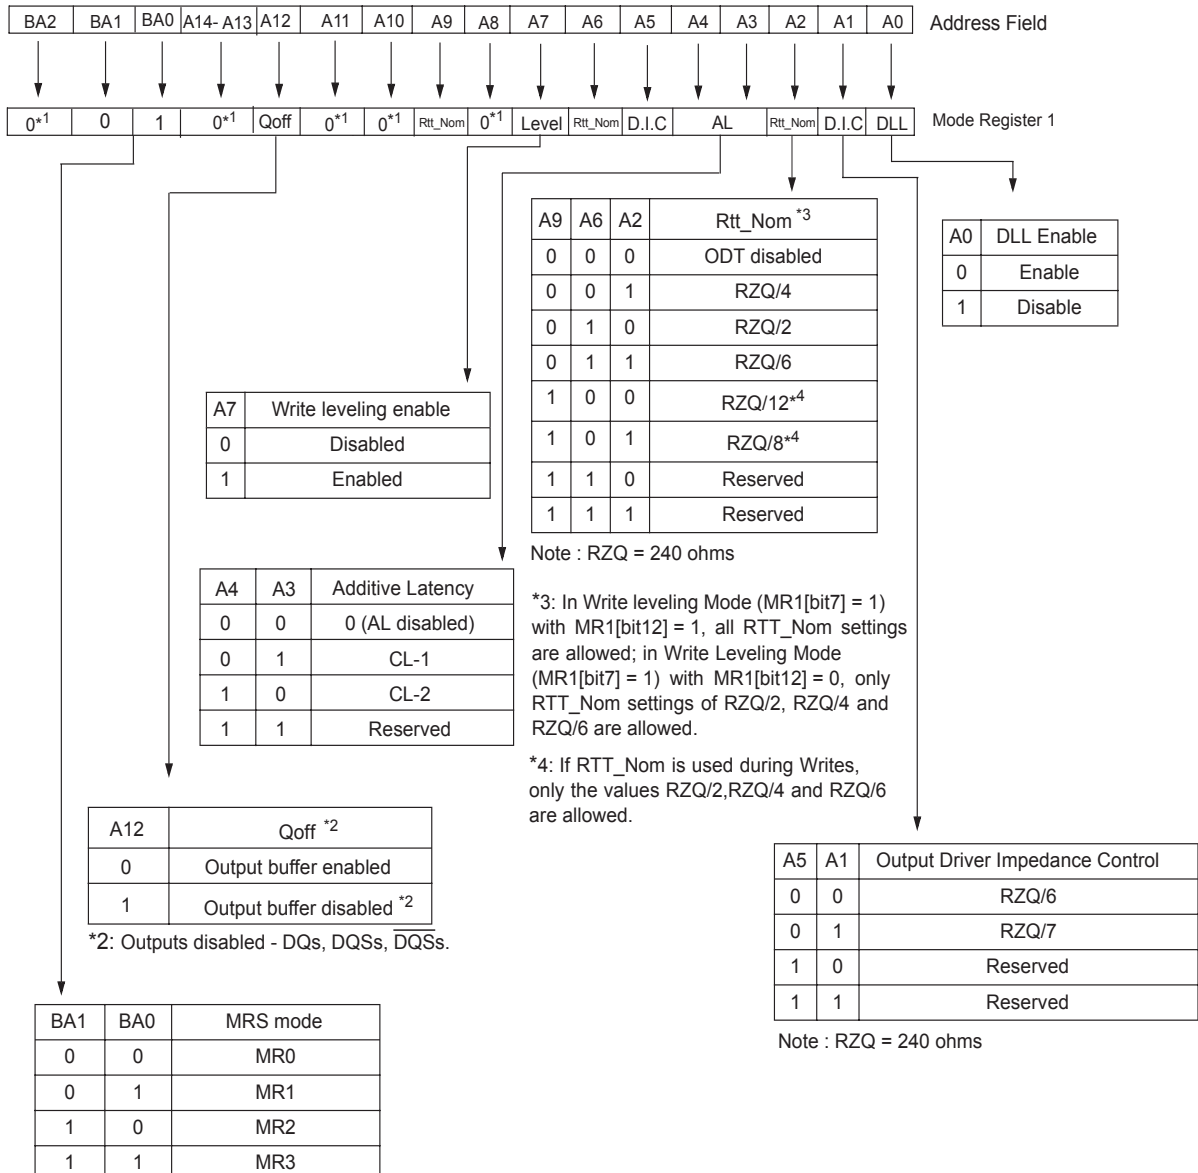 BA2 BA1 BA0 A14- A13 A12 A11 A10 A9 A8 A7 A6 A5 A4 A3 A2 A1 A0 Address Field
0*1 0 1 0*1 Qoff 0*1 0*1 Rtt_Nom 0*1 Level Rtt_Nom D.I.C AL Rtt_Nom D.I.C DLL Mode Register 1
A9 A6 A2 Rtt_Nom *3
0 0 0 ODT disabled
0 0 1 RZQ/4
0 1 0 RZQ/2
0 1 1 RZQ/6
1 0 0 RZQ/12*4
1 0 1 RZQ/8*4
1 1 0 Reserved
1 1 1 Reserved
Note : RZQ = 240 ohms
*3: In Write leveling Mode (MR1[bit7] = 1)
with MR1[bit12] = 1, all RTT_Nom settings
are allowed; in Write Leveling Mode
(MR1[bit7] = 1) with MR1[bit12] = 0, only
RTT_Nom settings of RZQ/2, RZQ/4 and
RZQ/6 are allowed.
*4: If RTT_Nom is used during Writes,
only the values RZQ/2,RZQ/4 and RZQ/6
are allowed.
A0 DLL Enable
0 Enable
1 Disable
A7 Write leveling enable
0 Disabled
1 Enabled
A4 A3 Additive Latency
0 0 0 (AL disabled)
0 1 CL-1
1 0 CL-2
1 1 Reserved
A12 Qoff *2
0 Output buffer enabled
1 Output buffer disabled *2
*2: Outputs disabled - DQs, DQSs, D̅Q̅S̅s.
A5 A1 Output Driver Impedance Control
0 0 RZQ/6
0 1 RZQ/7
1 0 Reserved
1 1 Reserved
Note : RZQ = 240 ohms
BA1 BA0 MRS mode
0 0 MR0
0 1 MR1
1 0 MR2
1 1 MR3